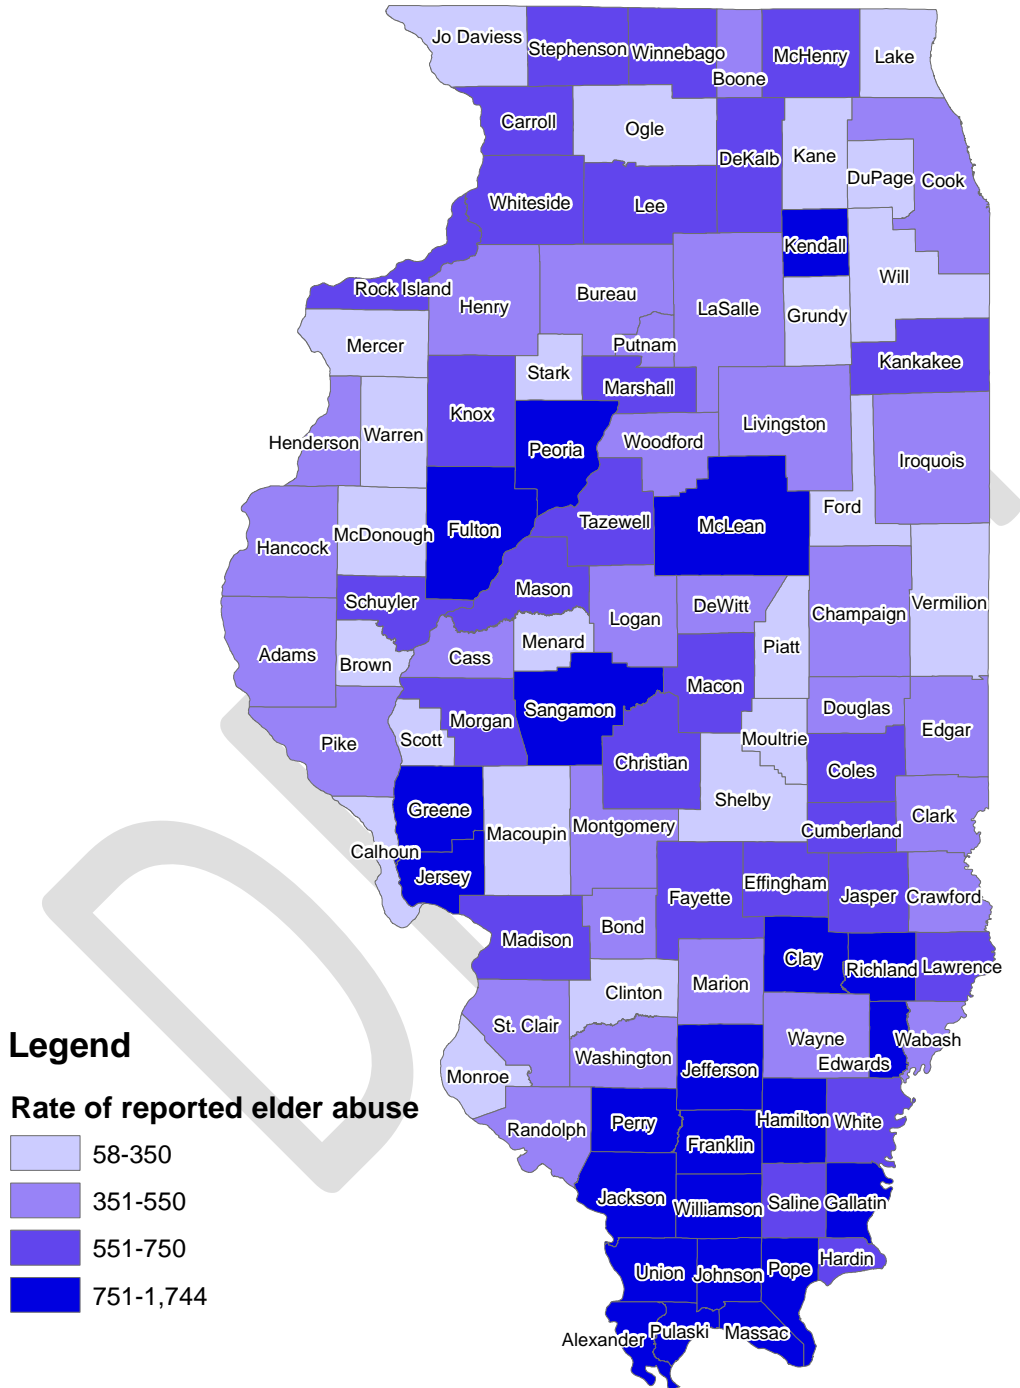 Jo Daviess
Stephenson
Winnebago
Boone
McHenry
Lake
Carroll
Ogle
DeKalb
Kane
DuPage
Cook
Whiteside
Lee
Kendall
Will
Rock Island
Henry
Bureau
LaSalle
Grundy
Mercer
Putnam
Kankakee
Stark
Marshall
Knox
Henderson
Warren
Peoria
Woodford
Livingston
Iroquois
Ford
McDonough
Fulton
Tazewell
McLean
Hancock
Schuyler
Mason
Logan
DeWitt
Champaign
Vermilion
Adams
Brown
Cass
Menard
Piatt
Macon
Pike
Scott
Morgan
Sangamon
Christian
Moultrie
Douglas
Edgar
Coles
Shelby
Greene
Macoupin
Montgomery
Cumberland
Clark
Calhoun
Jersey
Fayette
Effingham
Jasper
Crawford
Madison
Bond
Clay
Richland
Lawrence
Clinton
Marion
St. Clair
Washington
Wayne
Edwards
Wabash
Monroe
Jefferson
Randolph
Perry
Franklin
Hamilton
White
Jackson
Williamson
Saline
Gallatin
Union
Johnson
Pope
Hardin
Alexander
Pulaski
Massac
Legend
Rate of reported elder abuse
58-350
351-550
551-750
751-1,744